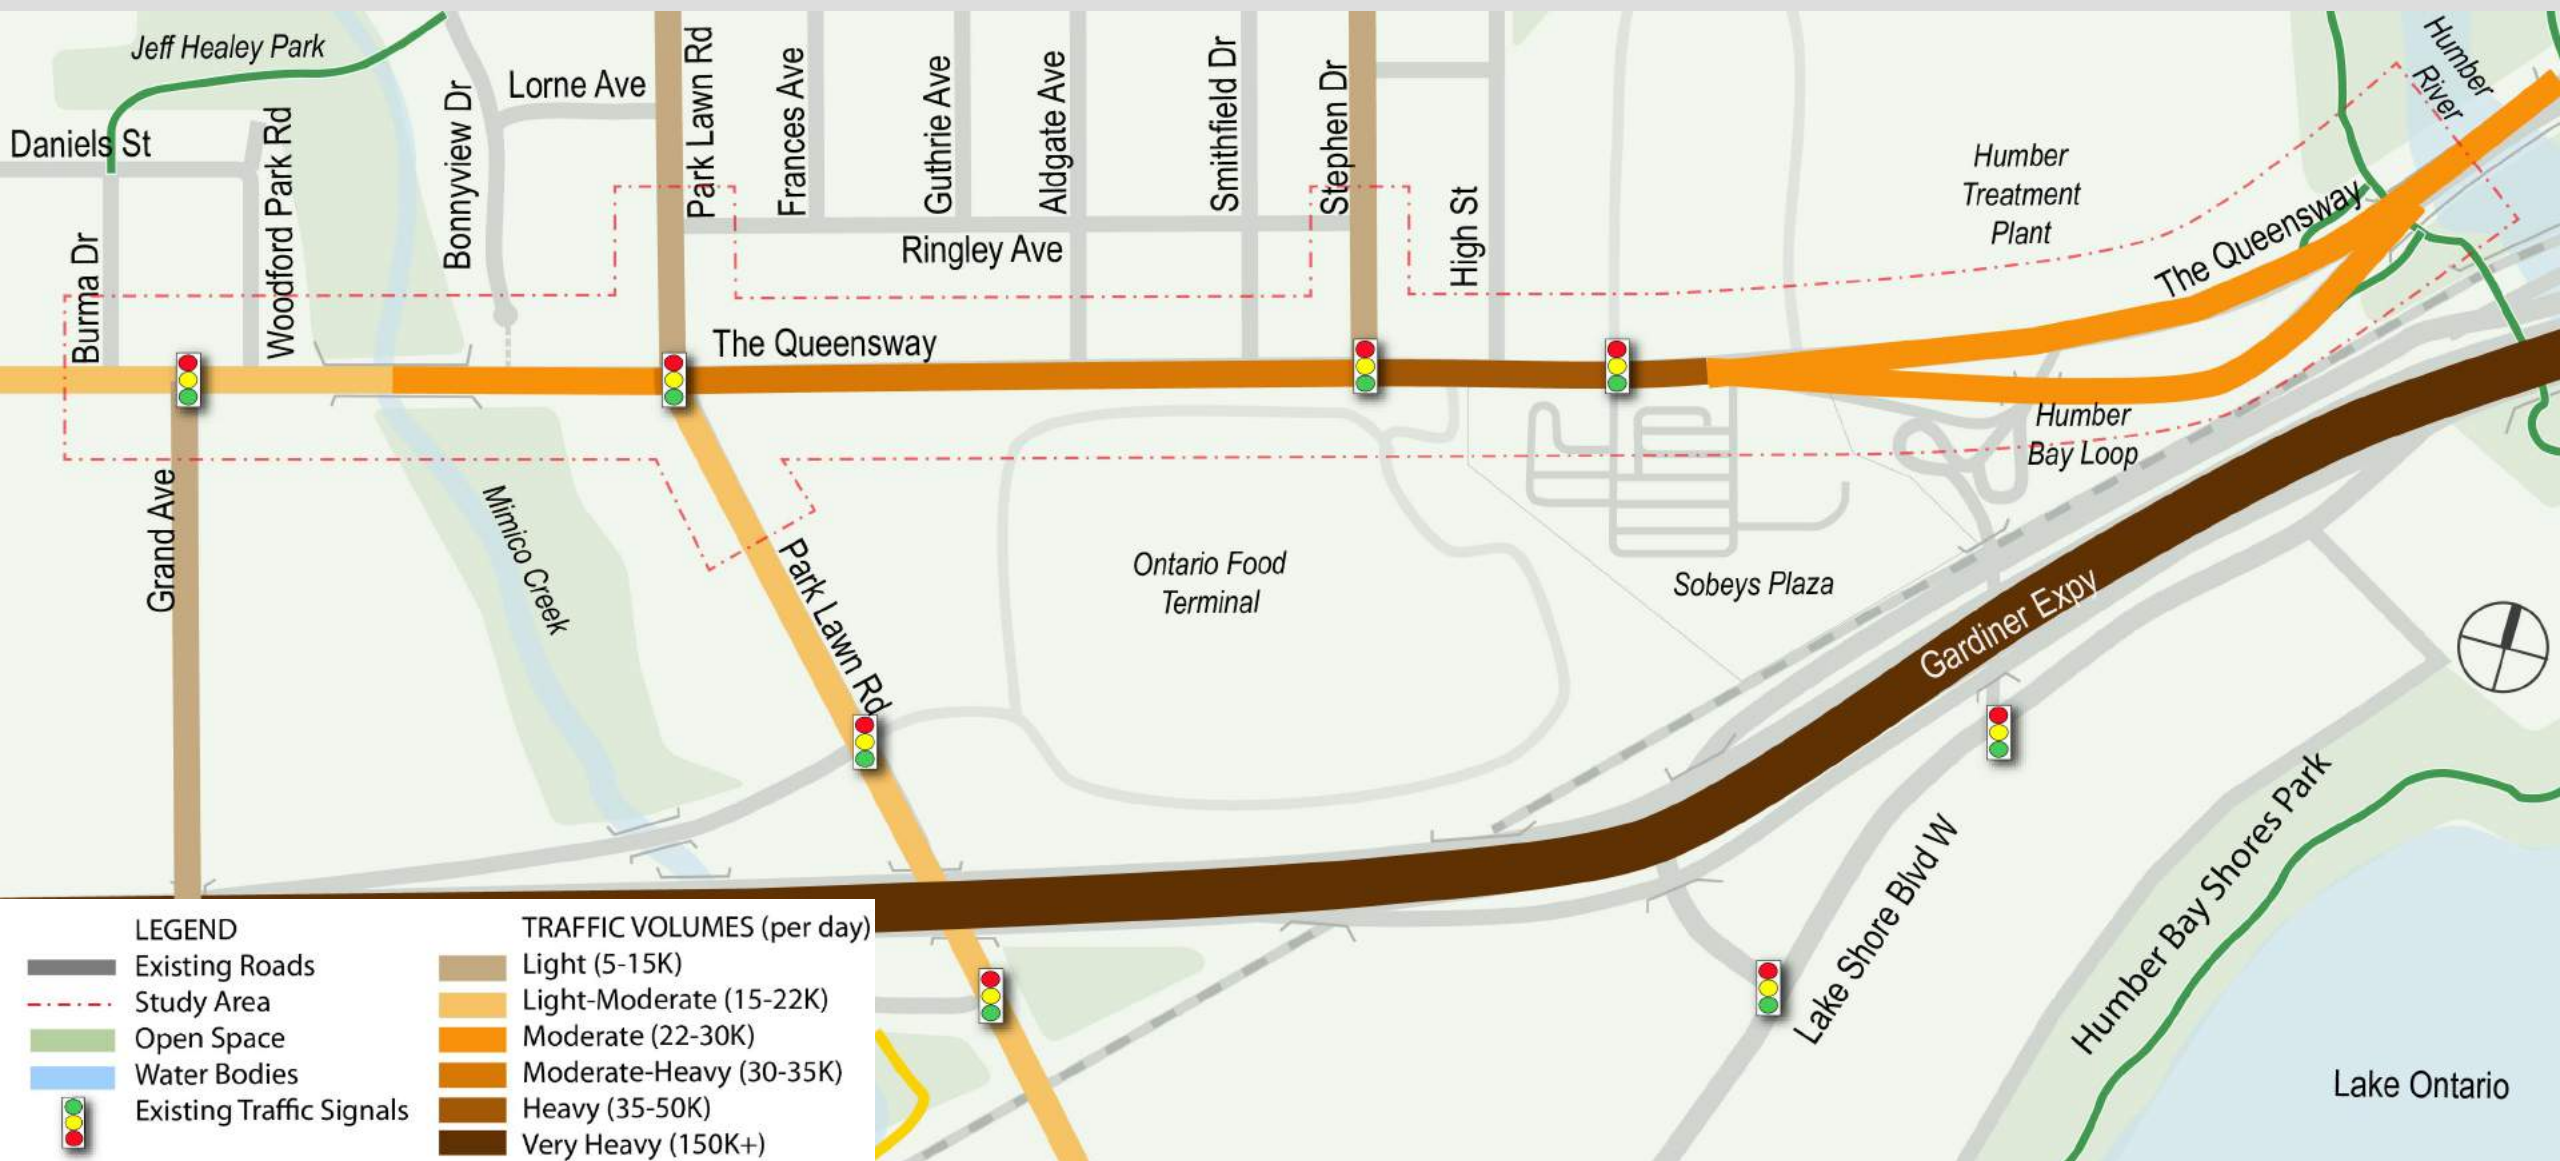 Jeff Healey Park
Daniels St
Burma Dr
Woodford Park Rd
Bonnyview Dr
Lorne Ave
Park Lawn Rd
Frances Ave
Guthrie Ave
Aldgate Ave
Smithfield Dr
Stephen Dr
High St
Ringley Ave
The Queensway
Humber
Treatment
Plant
The Queensway
Humber
River
Humber
Bay Loop
Grand Ave
Mimico Creek
Park Lawn Rd
Ontario Food
Terminal
Sobeys Plaza
Gardiner Expy
Lake Shore Blvd W
Humber Bay Shores Park
Lake Ontario
LEGEND
Existing Roads
Study Area
Open Space
Water Bodies
Existing Traffic Signals
TRAFFIC VOLUMES (per day)
Light (5-15K)
Light-Moderate (15-22K)
Moderate (22-30K)
Moderate-Heavy (30-35K)
Heavy (35-50K)
Very Heavy (150K+)